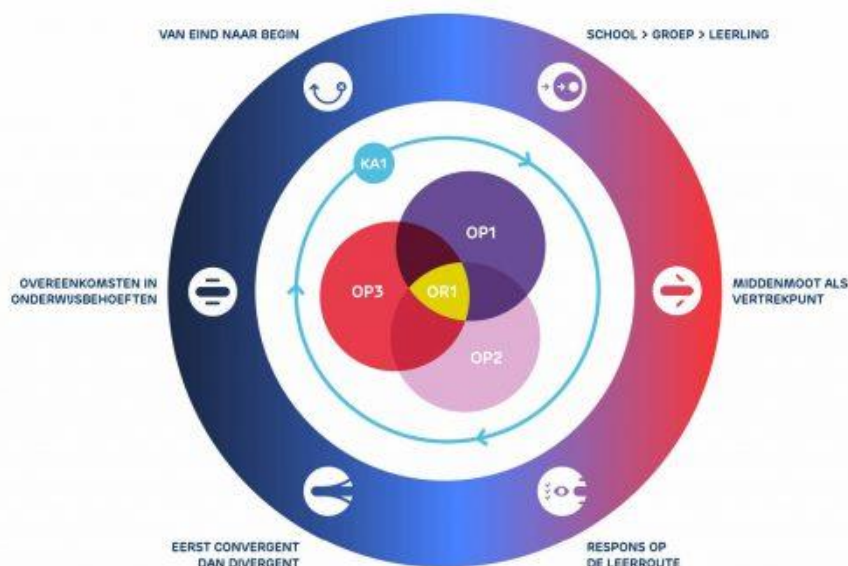 VAN EIND NAAR BEGIN
SCHOOL > GROEP > LEERLING
KA1
OP1
OP3
OR1
OP2
OVEREENKOMSTEN IN
ONDERWIJSBEHOEFTEN
MIDDENMOOT ALS
VERTREKPUNT
EERST CONVERGENT
DAN DIVERGENT
RESPONS OP
DE LEERROUTE